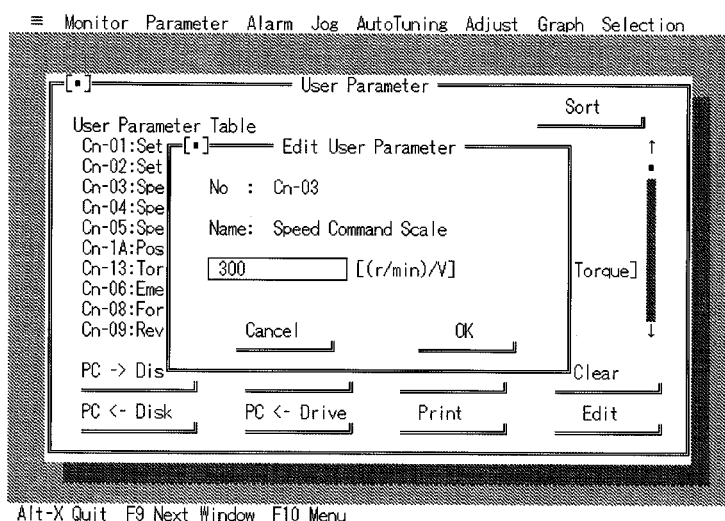 ≡ Monitor Parameter Alarm Jog AutoTuning Adjust Graph Selection
[▪] User Parameter
Sort
User Parameter Table
Cn-01:Set
Cn-02:Set
Cn-03:Spe
Cn-04:Spe
Cn-05:Spe
Cn-1A:Pos
Cn-13:Tor
Cn-06:Eme
Cn-08:For
Cn-09:Rev
[▪] Edit User Parameter
No : Cn-03
Name: Speed Command Scale
300 [(r/min)/V]
Cancel OK
Torque]
PC -> Dis Clear
PC <- Disk PC <- Drive Print Edit
Alt-X Quit F9 Next Window F10 Menu